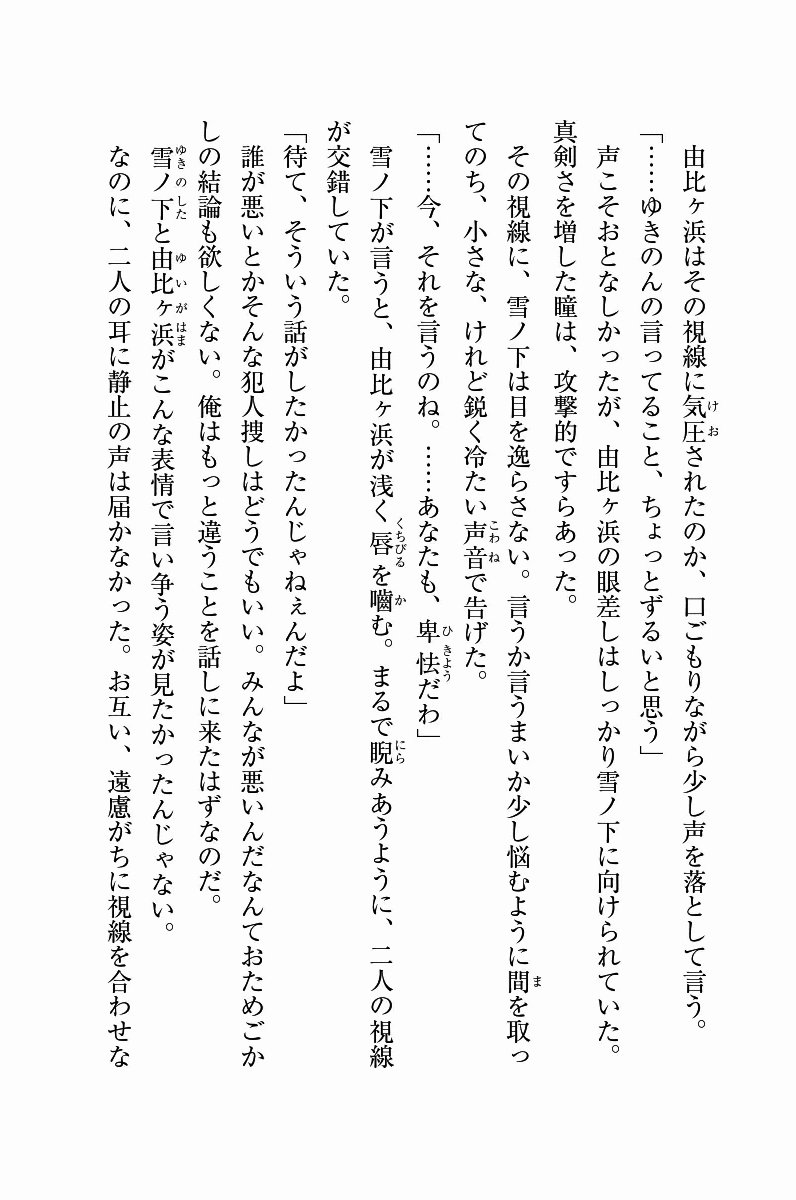 由比ヶ浜はその視線に気圧されたのか、口ごもりながら少し声を落として言う。
「……ゆきのんの言ってること、ちょっとずるいと思う」
　声こそおとなしかったが、由比ヶ浜の眼差しはしっかり雪ノ下に向けられていた。
真剣さを増した瞳は、攻撃的ですらあった。
　その視線に、雪ノ下は目を逸らさない。言うか言うまいか少し悩むように間を取っ
てのち、小さな、けれど鋭く冷たい声音で告げた。
「……今、それを言うのね。……あなたも、卑怯だわ」
　雪ノ下が言うと、由比ヶ浜が浅く唇を嚙む。まるで睨みあうように、二人の視線
が交錯していた。
「待て、そういう話がしたかったんじゃねぇんだよ」
　誰が悪いとかそんな犯人捜しはどうでもいい。みんなが悪いんだなんておためごか
しの結論も欲しくない。俺はもっと違うことを話しに来たはずなのだ。
　雪ノ下と由比ヶ浜がこんな表情で言い争う姿が見たかったんじゃない。
　なのに、二人の耳に静止の声は届かなかった。お互い、遠慮がちに視線を合わせな